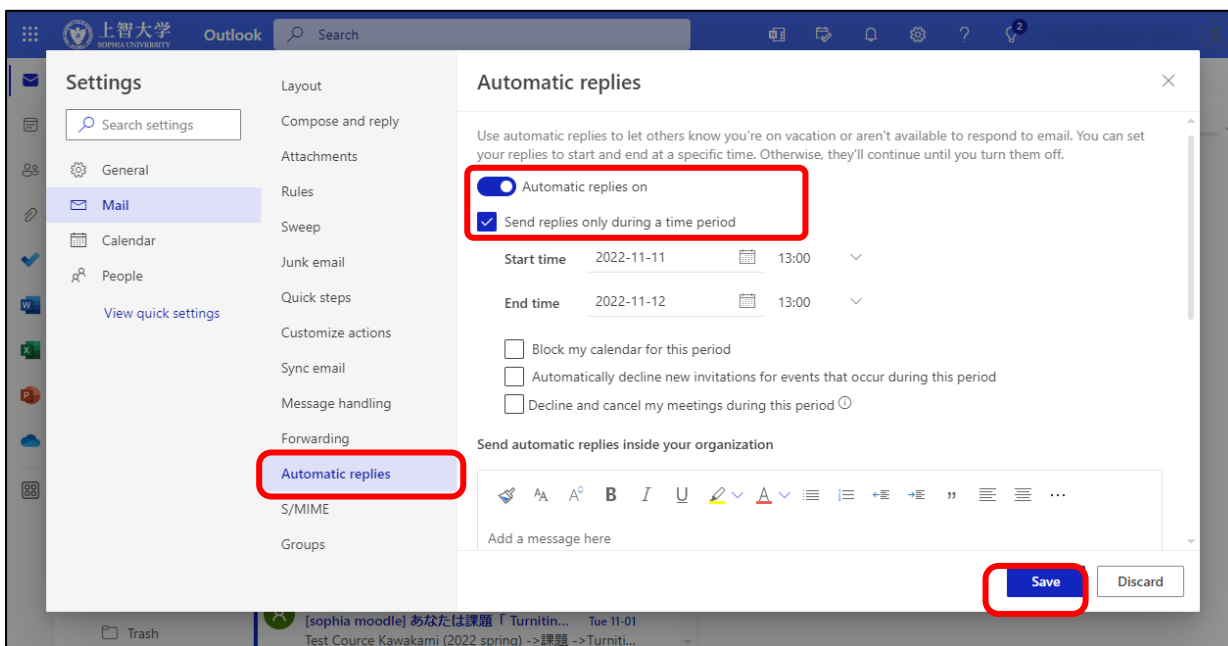 上智大学
SOPHIA UNIVERSITY
Outlook
Search
2
Settings
Search settings
General
Mail
Calendar
People
View quick settings
Layout
Compose and reply
Attachments
Rules
Sweep
Junk email
Quick steps
Customize actions
Sync email
Message handling
Forwarding
Automatic replies
S/MIME
Groups
Automatic replies
Use automatic replies to let others know you're on vacation or aren't available to respond to email. You can set
your replies to start and end at a specific time. Otherwise, they'll continue until you turn them off.
Automatic replies on
Send replies only during a time period
Start time 2022-11-11 13:00
End time 2022-11-12 13:00
Block my calendar for this period
Automatically decline new invitations for events that occur during this period
Decline and cancel my meetings during this period
Send automatic replies inside your organization
B I U A
Add a message here
Save Discard
Trash
[sophia moodle] あなたは課題「 Turnitin... Tue 11-01
Test Cource Kawakami (2022 spring) ->課題 ->Turniti...